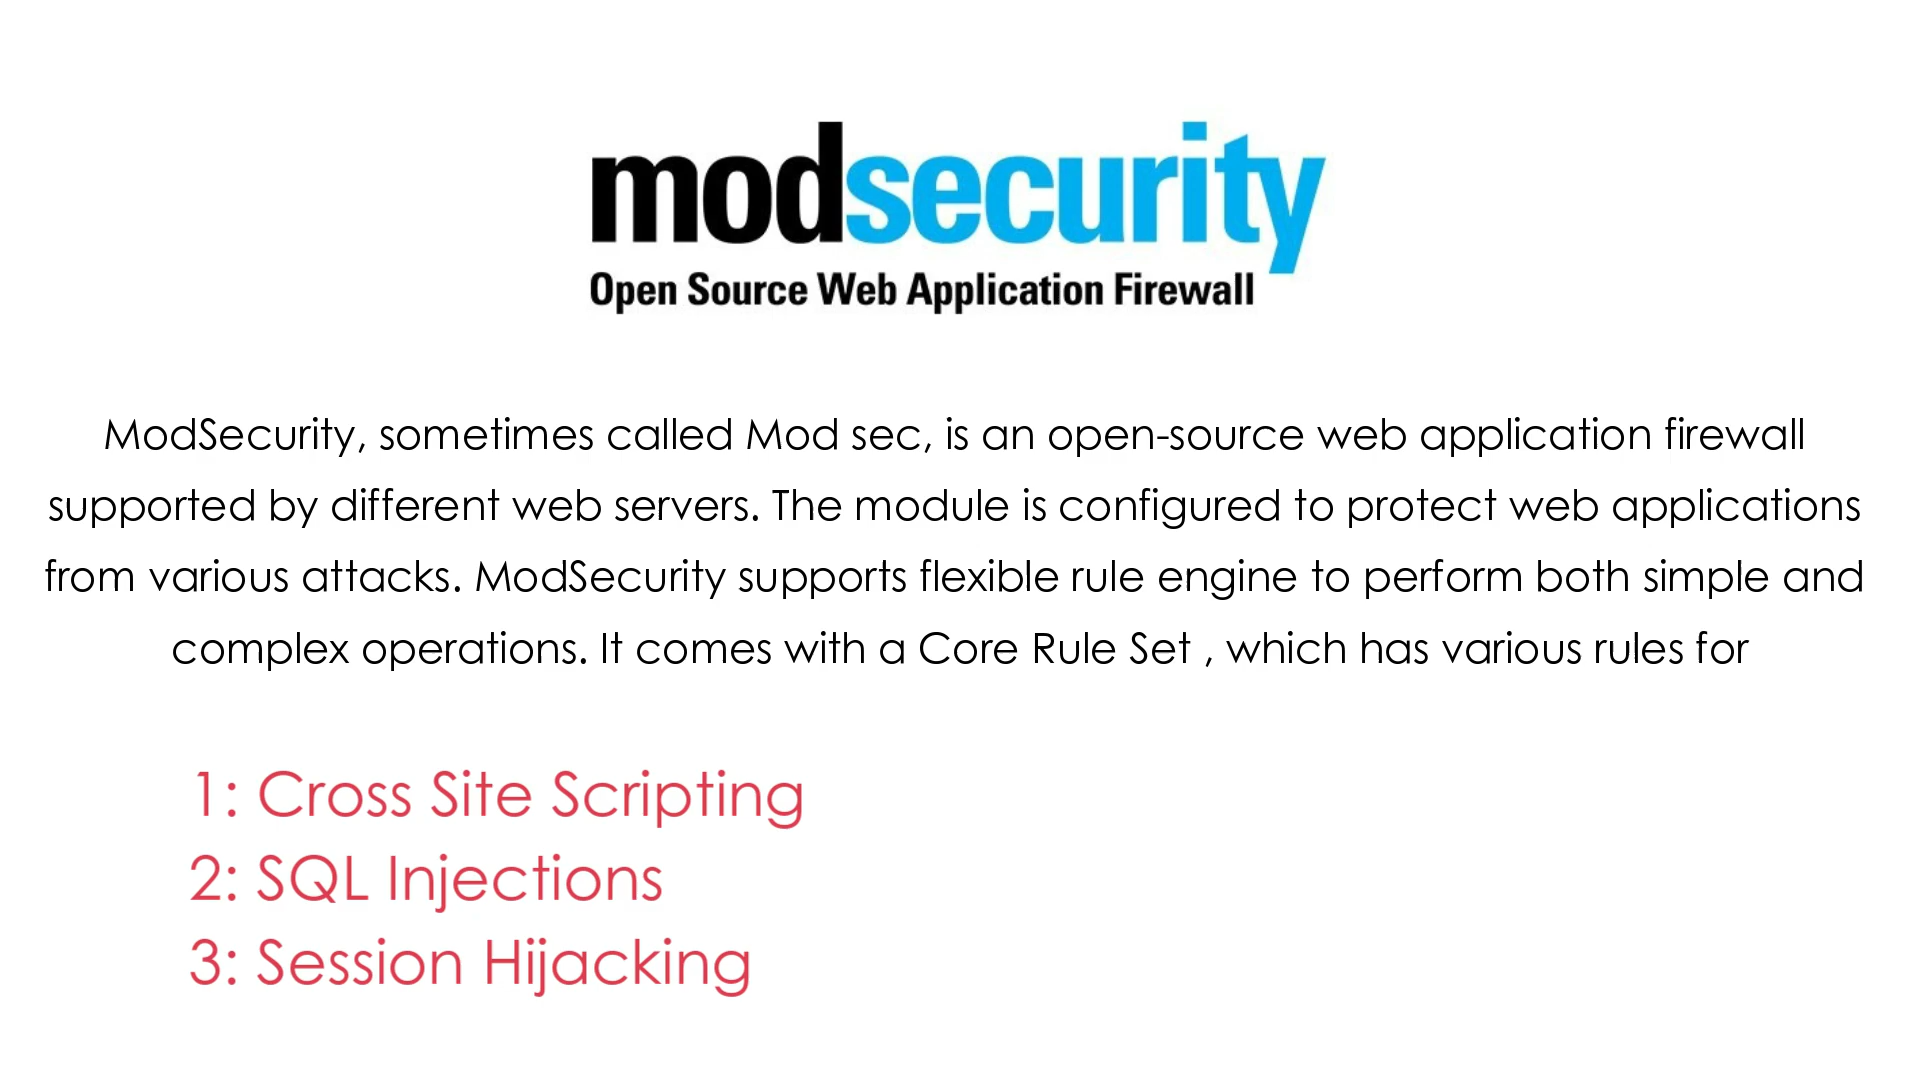 modsecurity
Open Source Web Application Firewall
ModSecurity, sometimes called Mod sec, is an open-source web application firewall
supported by different web servers. The module is configured to protect web applications
from various attacks. ModSecurity supports flexible rule engine to perform both simple and
complex operations. It comes with a Core Rule Set , which has various rules for
1: Cross Site Scripting
2: SQL Injections
3: Session Hijacking